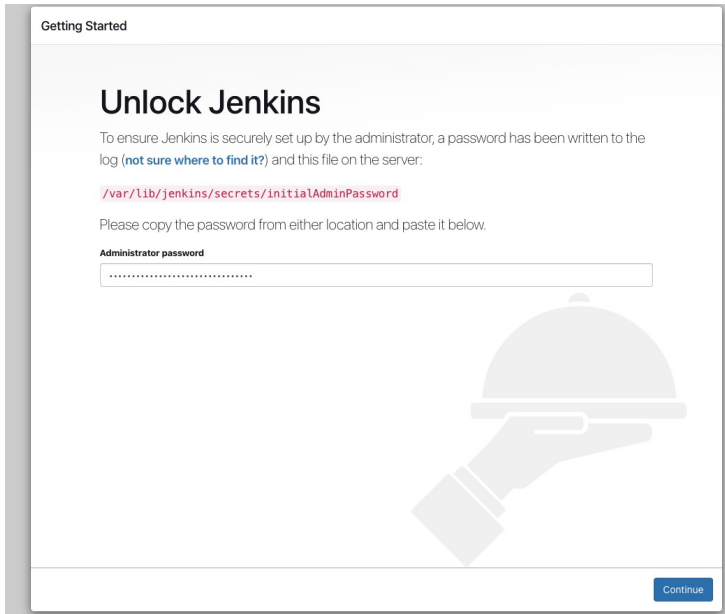 Getting Started
Unlock Jenkins
To ensure Jenkins is securely set up by the administrator, a password has been written to the
log (not sure where to find it?) and this file on the server:
/var/lib/jenkins/secrets/initialAdminPassword
Please copy the password from either location and paste it below.
Administrator password
................................
Continue